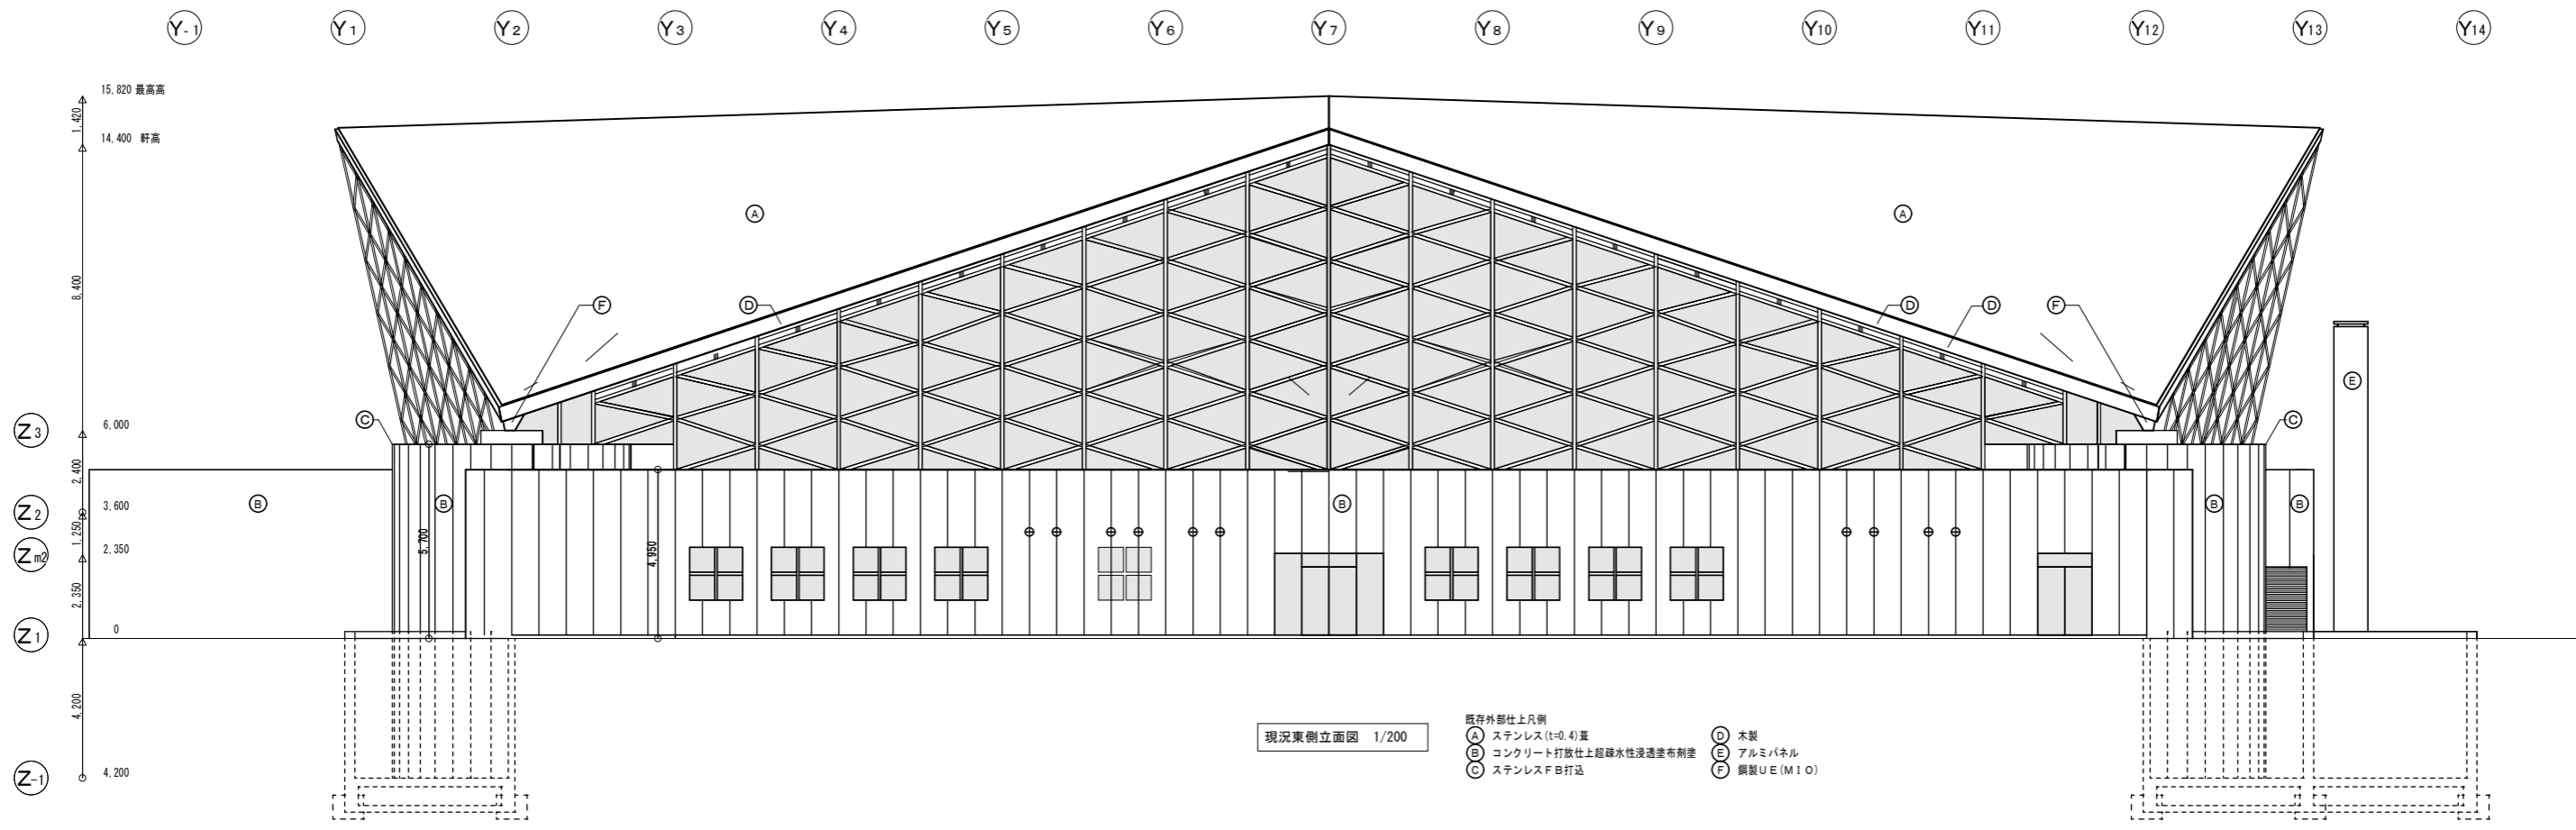 Y-1 Y1 Y2 Y3 Y4 Y5 Y6 Y7 Y8 Y9 Y10 Y11 Y12 Y13 Y14
15,820 最高高
1,420
14,400 軒高
8,400
A A
F D D D F
E
C C
Z3
6,000
2,400
B B B B B
Z2
3,600
1,250
5,700
4,950
Zm2
2,350
2,350
Z1
0
4,200
Z-1
4,200
現況東側立面図 1/200
既存外部仕上凡例
A ステンレス(t=0.4)葺
B コンクリート打放仕上超疎水性浸透塗布剤塗
C ステンレスFB打込
D 木製
E アルミパネル
F 鋼製UE(MIO)